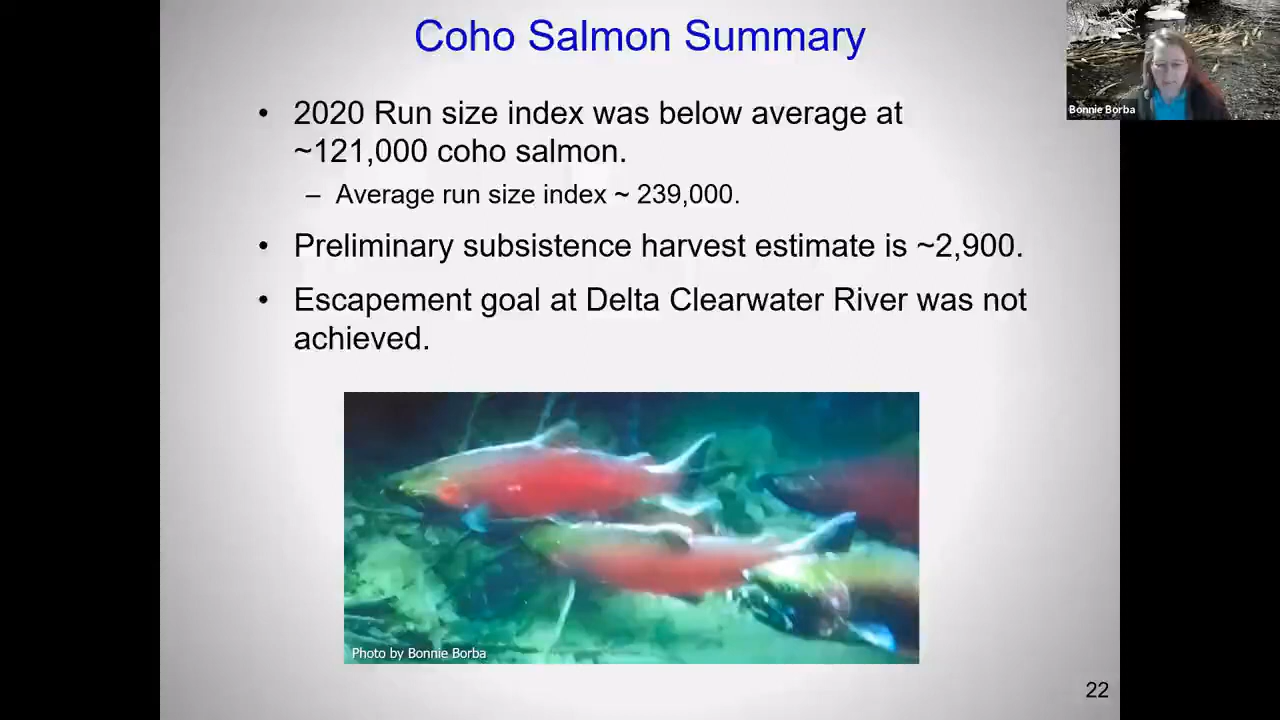 Coho Salmon Summary
Bonnie Borba
• 2020 Run size index was below average at
~121,000 coho salmon.
– Average run size index ~ 239,000.
• Preliminary subsistence harvest estimate is ~2,900.
• Escapement goal at Delta Clearwater River was not
achieved.
Photo by Bonnie Borba
22